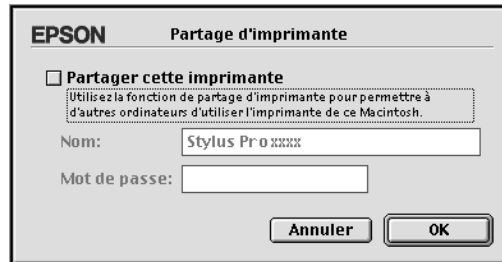 EPSON Partage d'imprimante
Partager cette imprimante
Utilisez la fonction de partage d'imprimante pour permettre à
d'autres ordinateurs d'utiliser l'imprimante de ce Macintosh.
Nom: Stylus Pro xxxx
Mot de passe:
Annuler OK